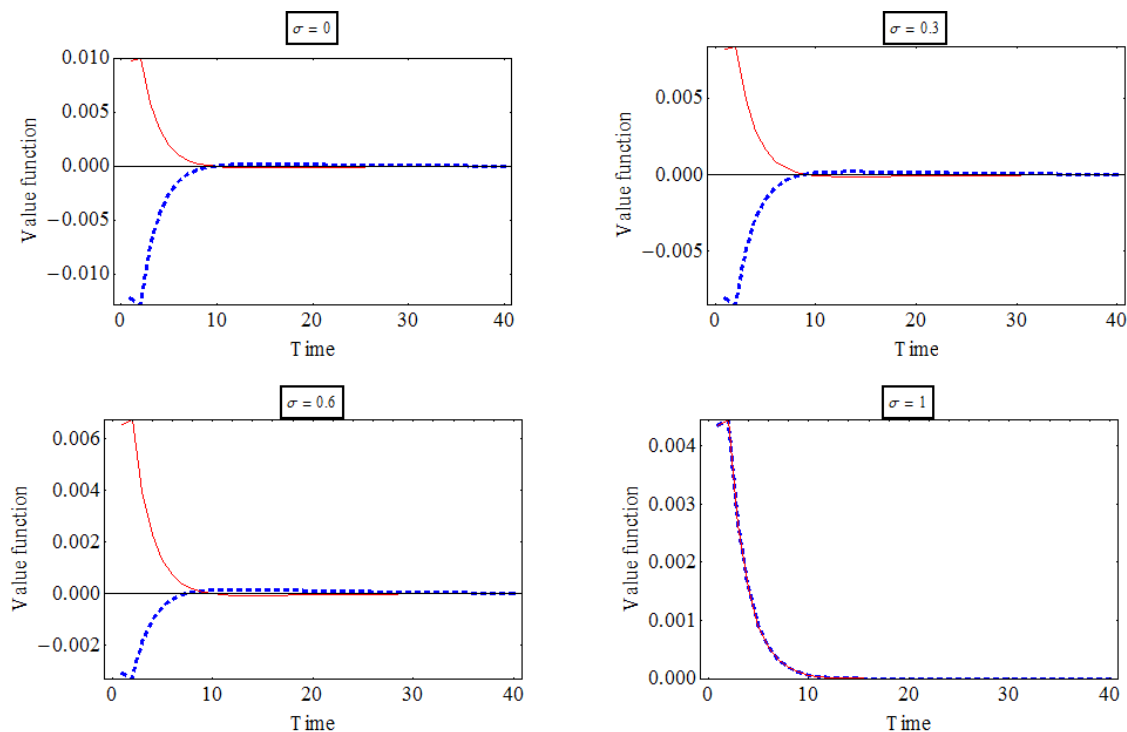 σ = 0
0.010
0.005
0.000
−0.005
−0.010
Value function
0 10 20 30 40
Time
σ = 0.3
0.005
0.000
−0.005
Value function
0 10 20 30 40
Time
σ = 0.6
0.006
0.004
0.002
0.000
−0.002
Value function
0 10 20 30 40
Time
σ = 1
0.004
0.003
0.002
0.001
0.000
Value function
0 10 20 30 40
Time